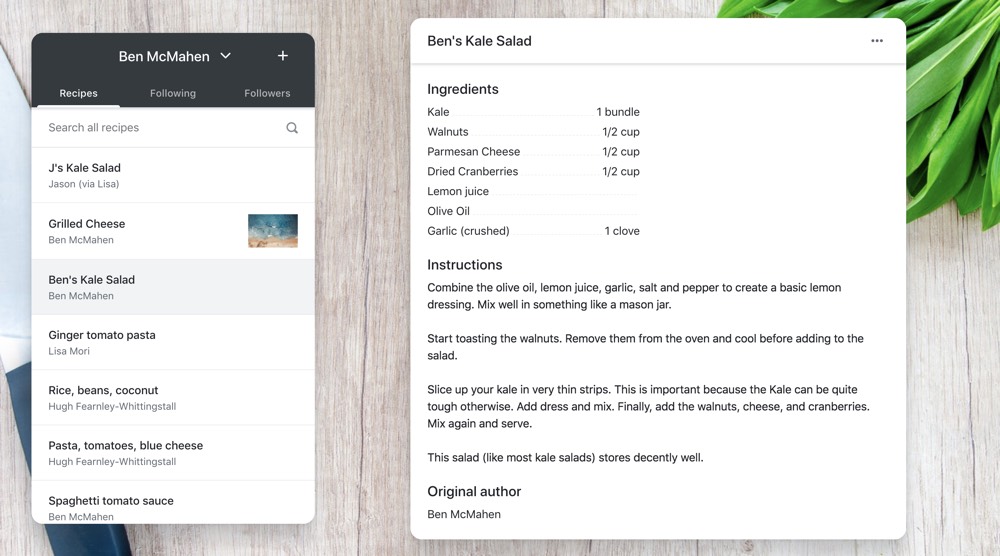 Ben McMahen
Recipes Following Followers
Search all recipes
J's Kale Salad
Jason (via Lisa)
Grilled Cheese
Ben McMahen
Ben's Kale Salad
Ben McMahen
Ginger tomato pasta
Lisa Mori
Rice, beans, coconut
Hugh Fearnley-Whittingstall
Pasta, tomatoes, blue cheese
Hugh Fearnley-Whittingstall
Spaghetti tomato sauce
Ben McMahen
Ben's Kale Salad
Ingredients
Kale 1 bundle
Walnuts 1/2 cup
Parmesan Cheese 1/2 cup
Dried Cranberries 1/2 cup
Lemon juice
Olive Oil
Garlic (crushed) 1 clove
Instructions
Combine the olive oil, lemon juice, garlic, salt and pepper to create a basic lemon
dressing. Mix well in something like a mason jar.
Start toasting the walnuts. Remove them from the oven and cool before adding to the
salad.
Slice up your kale in very thin strips. This is important because the Kale can be quite
tough otherwise. Add dress and mix. Finally, add the walnuts, cheese, and cranberries.
Mix again and serve.
This salad (like most kale salads) stores decently well.
Original author
Ben McMahen